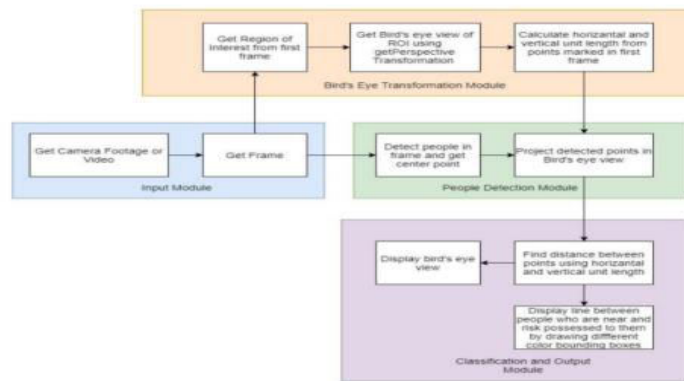 Get Region of
Interest from first
frame
Get Bird's eye view of
ROI using
getPerspective
Transformation
Calculate horizantal and
vertical unit length from
points marked in first
frame
Bird's Eye Transformation Module
Get Camera Footage or
Video
Get Frame
Input Module
Detect people in
frame and get
center point
Project detected points in
Bird's eye view
People Detection Module
Display bird's eye
view
Find distance between
points using horizantal
and vertical unit length
Display line between
people who are near and
risk possessed to them
by drawing diffferent
color bounding boxes
Classification and Output
Module